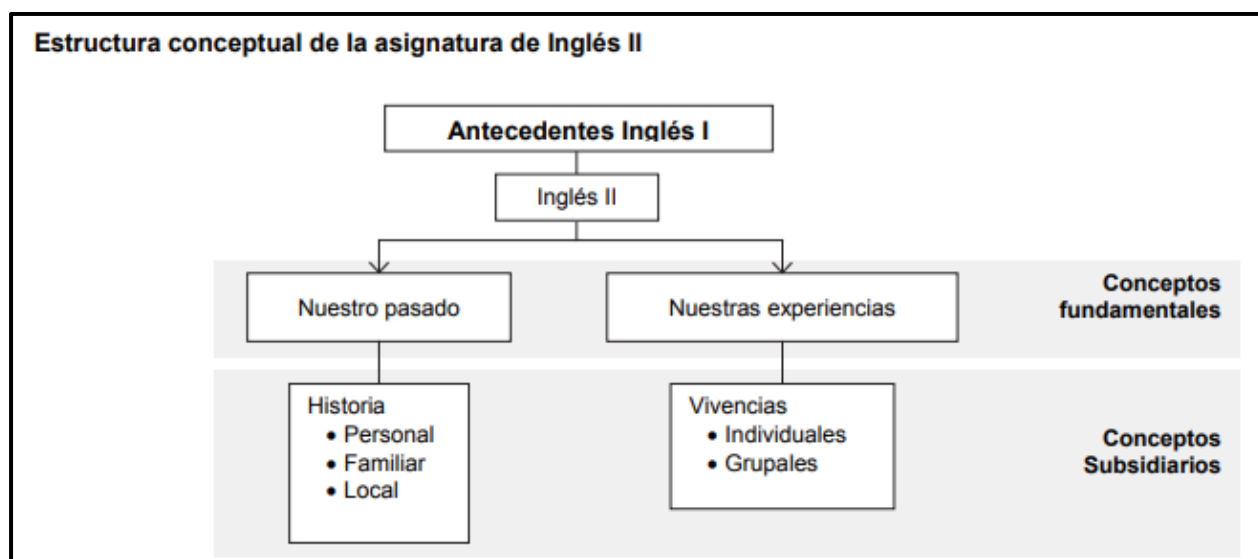 Estructura conceptual de la asignatura de Inglés II
Antecedentes Inglés I
Inglés II
Nuestro pasado
Nuestras experiencias
Conceptos
fundamentales
Historia
• Personal
• Familiar
• Local
Vivencias
• Individuales
• Grupales
Conceptos
Subsidiarios